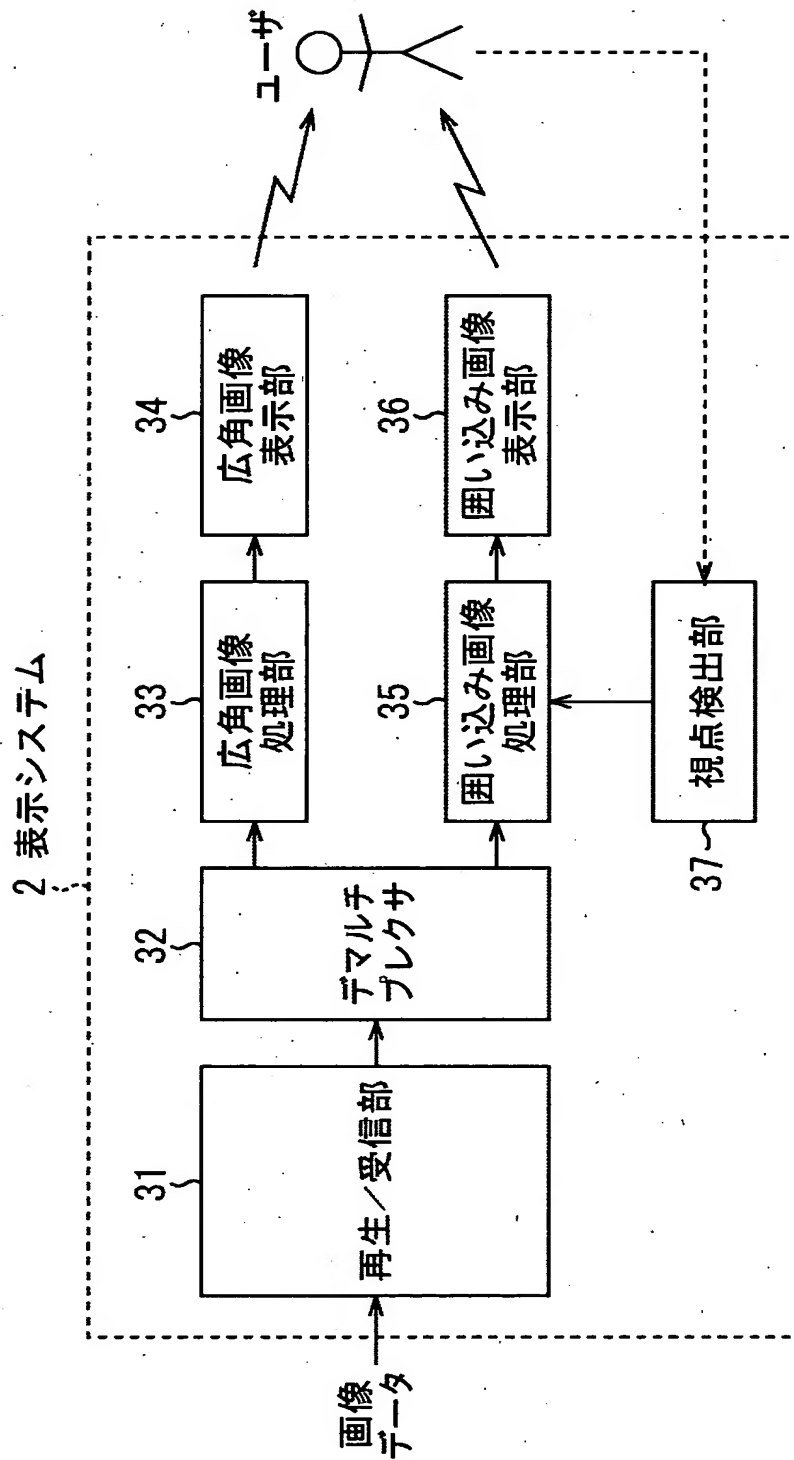 2 表示システム
画像
データ
31
再生／受信部
32
デマルチ
プレクサ
33
広角画像
処理部
34
広角画像
表示部
35
囲い込み画像
処理部
36
囲い込み画像
表示部
37
視点検出部
ユーザ